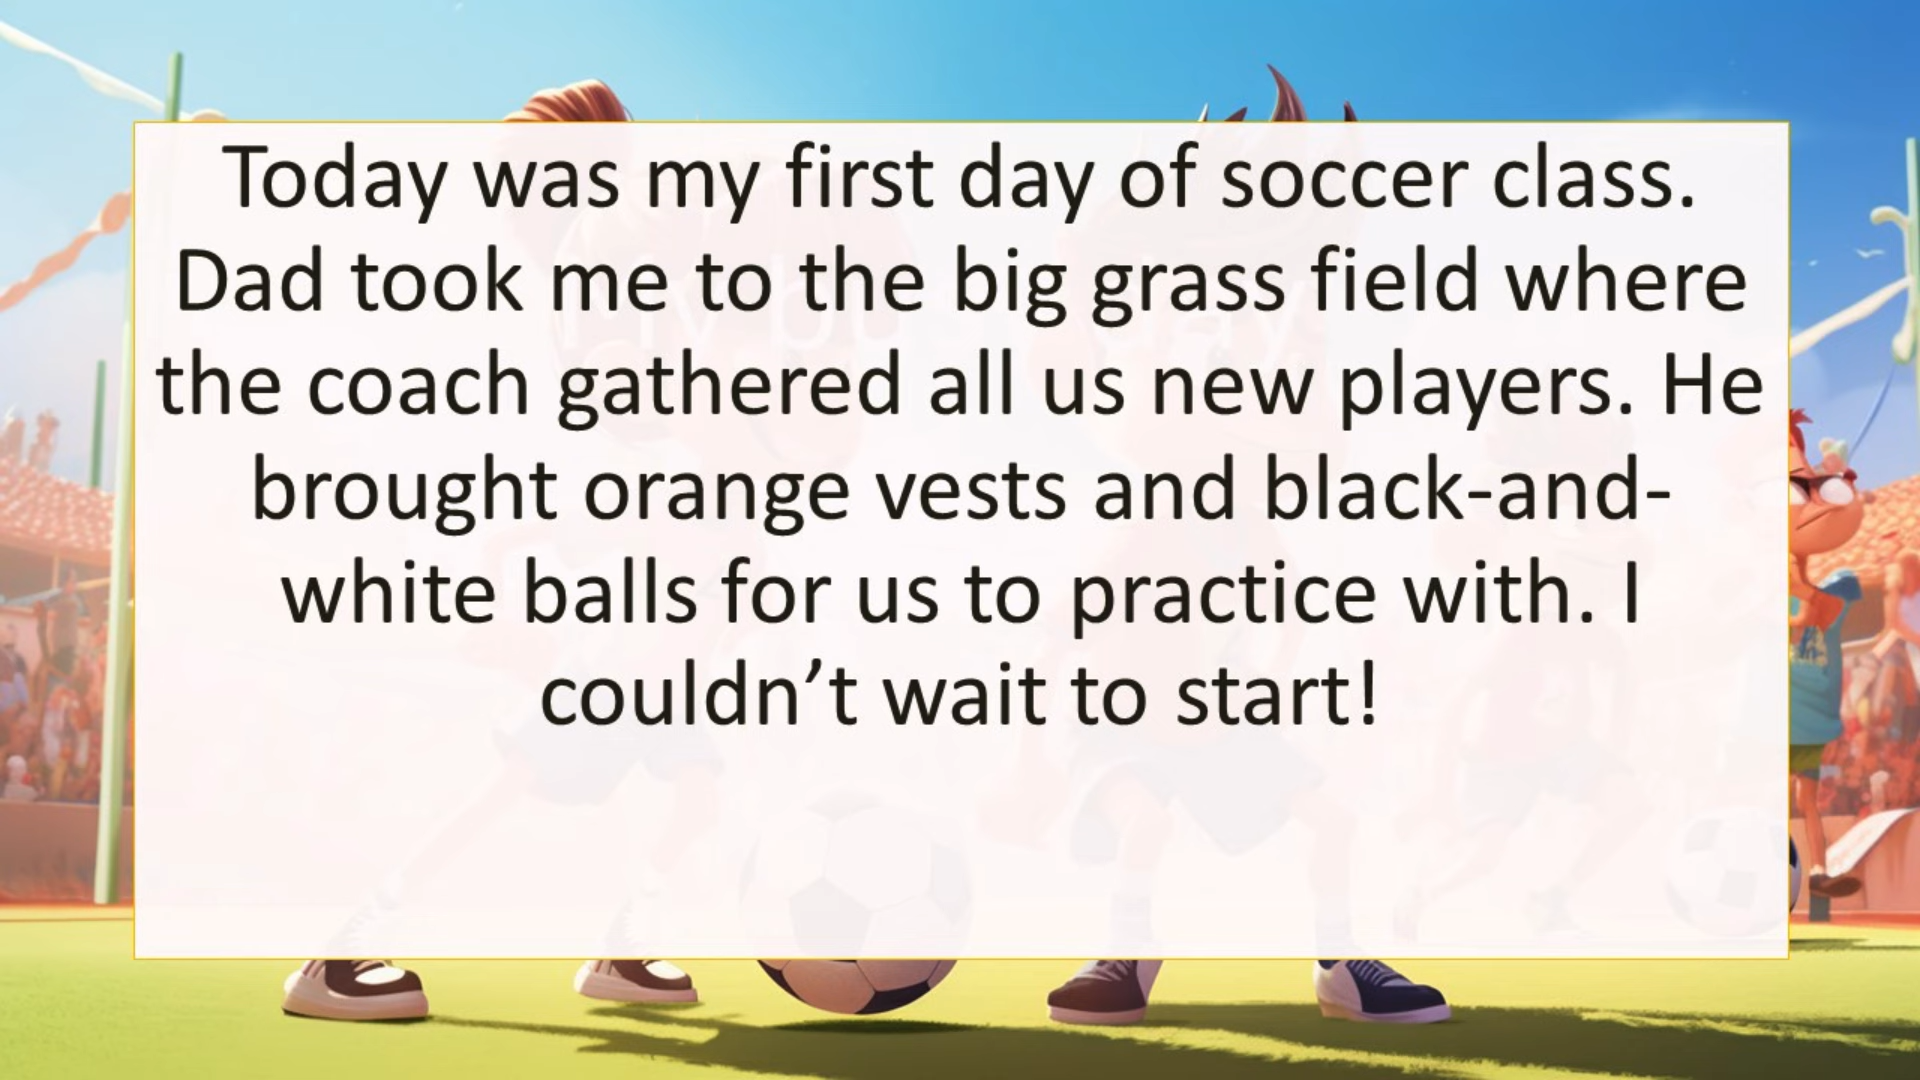 Today was my first day of soccer class.
Dad took me to the big grass field where
the coach gathered all us new players. He
brought orange vests and black-and-
white balls for us to practice with. I
couldn’t wait to start!